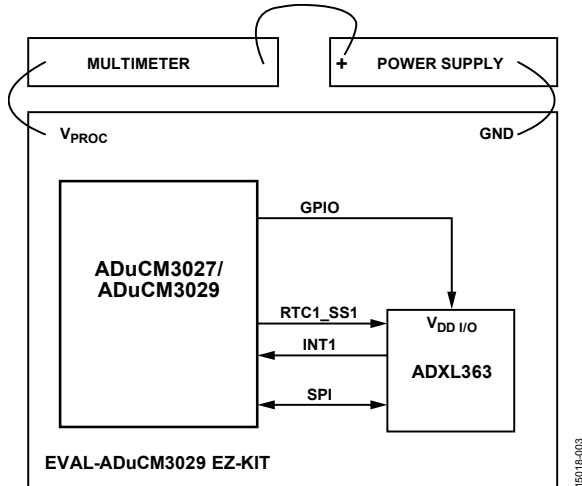 MULTIMETER
+ POWER SUPPLY
VPROC
GND
GPIO
ADuCM3027/
ADuCM3029
RTC1_SS1
VDD I/O
INT1
ADXL363
SPI
EVAL-ADuCM3029 EZ-KIT
15018-003